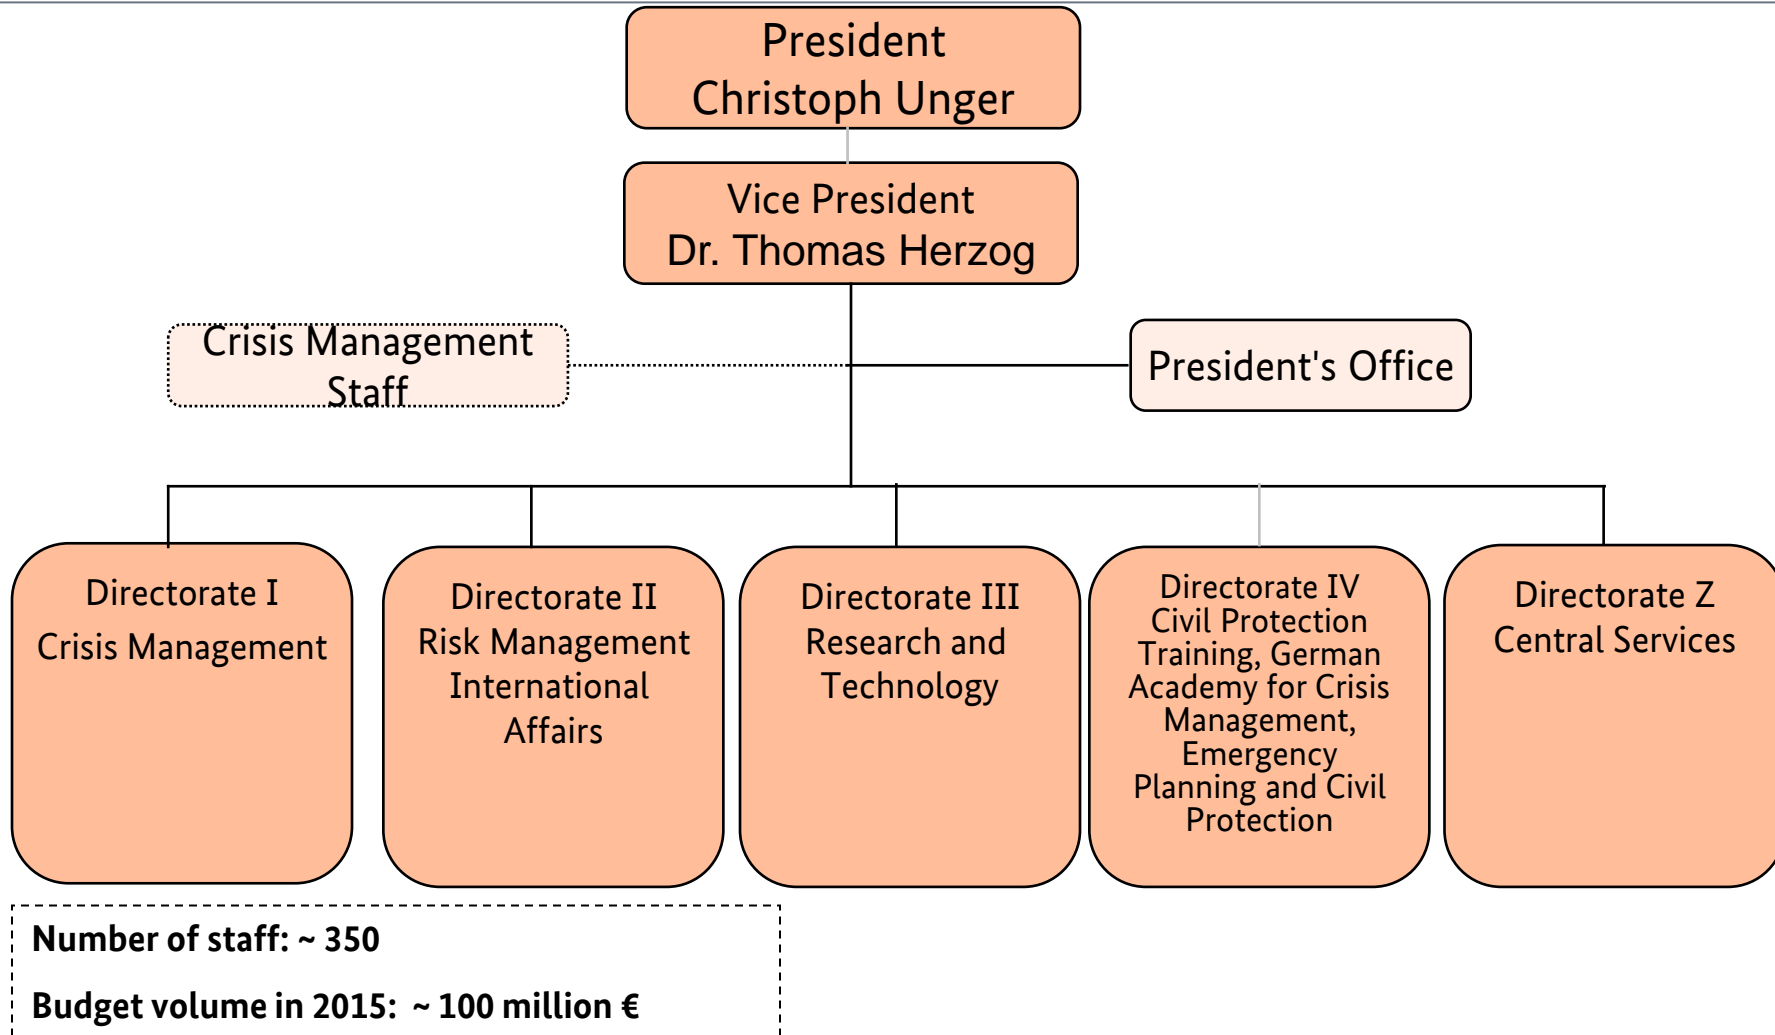 President
Christoph Unger
Vice President
Dr. Thomas Herzog
Crisis Management
Staff
President's Office
Directorate I
Crisis Management
Directorate II
Risk Management
International
Affairs
Directorate III
Research and
Technology
Directorate IV
Civil Protection
Training, German
Academy for Crisis
Management,
Emergency
Planning and Civil
Protection
Directorate Z
Central Services
Number of staff: ~ 350
Budget volume in 2015: ~ 100 million €